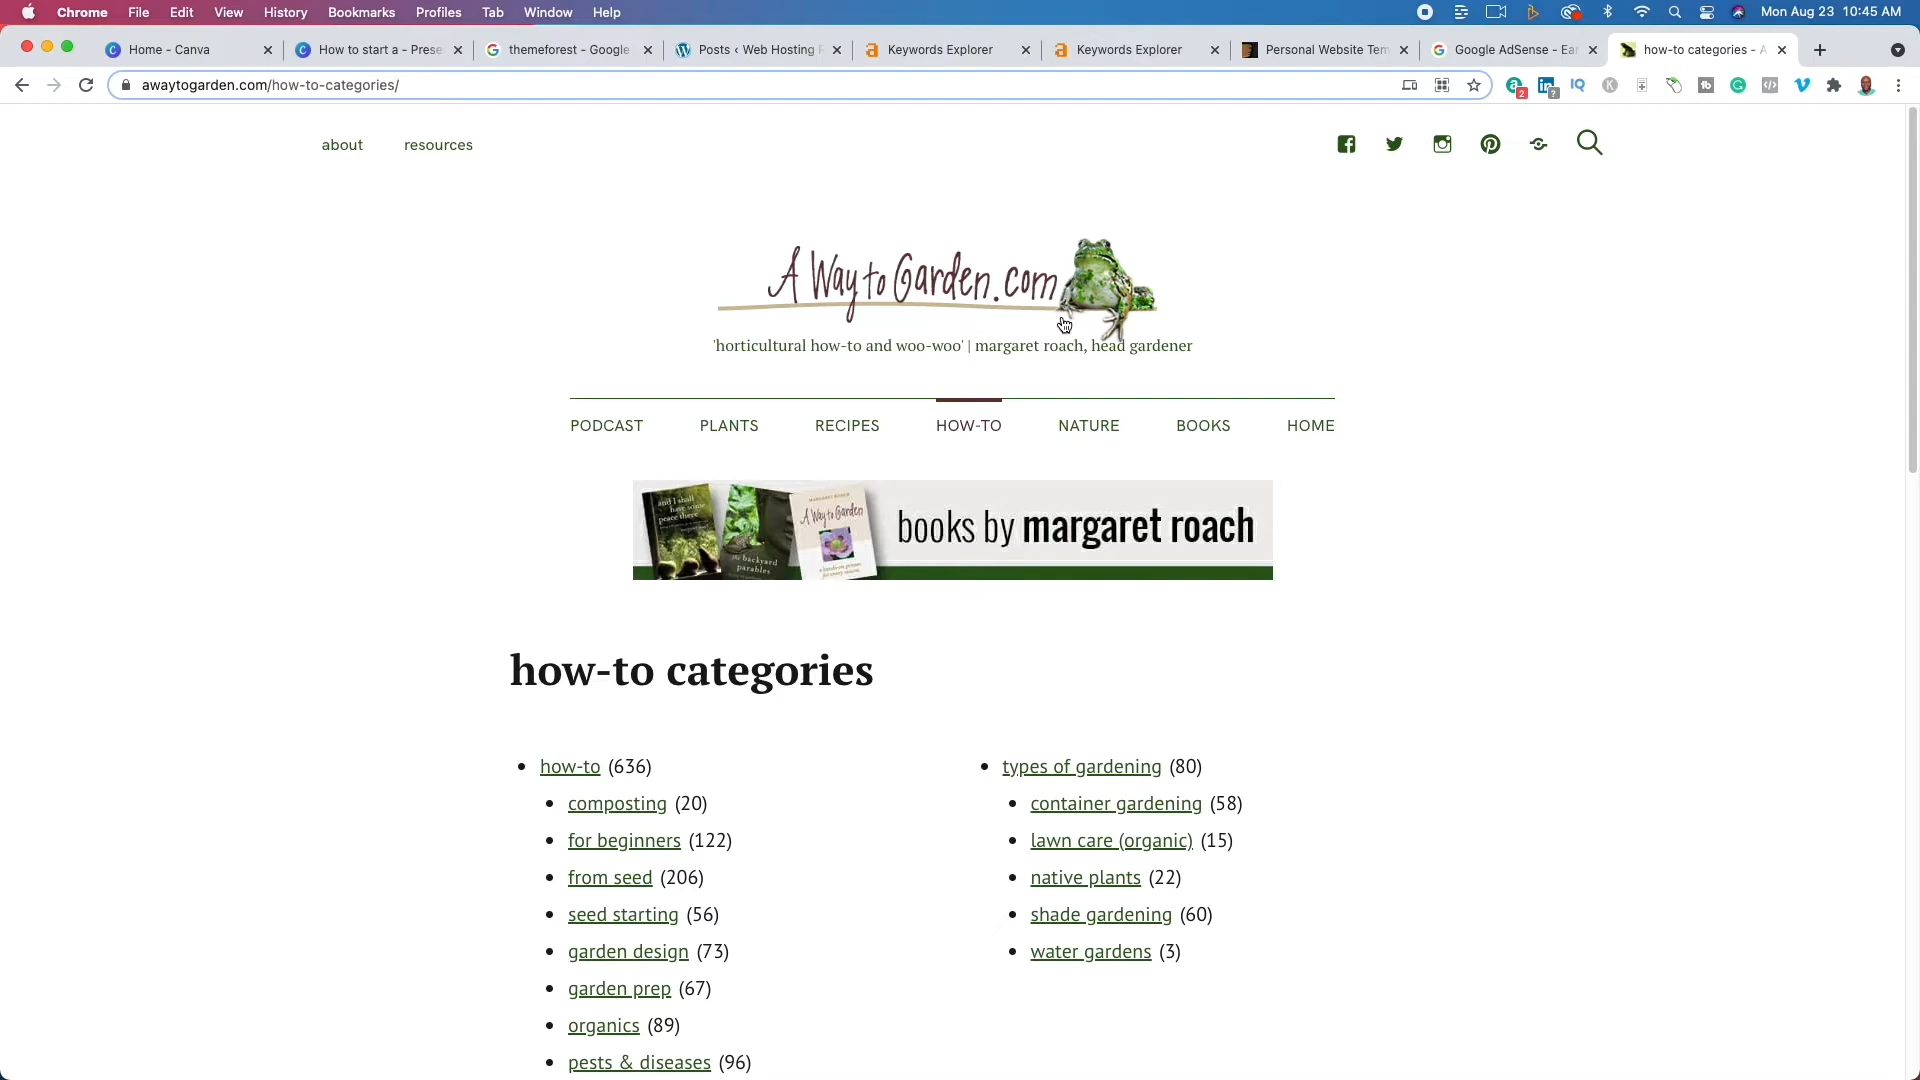 Chrome File Edit View History Bookmarks Profiles Tab Window Help Mon Aug 23 10:45 AM
Home - Canva How to start a - Prese themeforest - Google Posts ‹ Web Hosting Keywords Explorer Keywords Explorer Personal Website Tem Google AdSense - Ear how-to categories - A
awaytogarden.com/how-to-categories/
about resources
A Way to Garden.com
'horticultural how-to and woo-woo' | margaret roach, head gardener
PODCAST PLANTS RECIPES HOW-TO NATURE BOOKS HOME
and I shall have some peace there
the backyard parables
MARGARET ROACH
A Way to Garden
a hands-on primer for every season
books by margaret roach
how-to categories
how-to (636)
composting (20)
for beginners (122)
from seed (206)
seed starting (56)
garden design (73)
garden prep (67)
organics (89)
pests & diseases (96)
types of gardening (80)
container gardening (58)
lawn care (organic) (15)
native plants (22)
shade gardening (60)
water gardens (3)